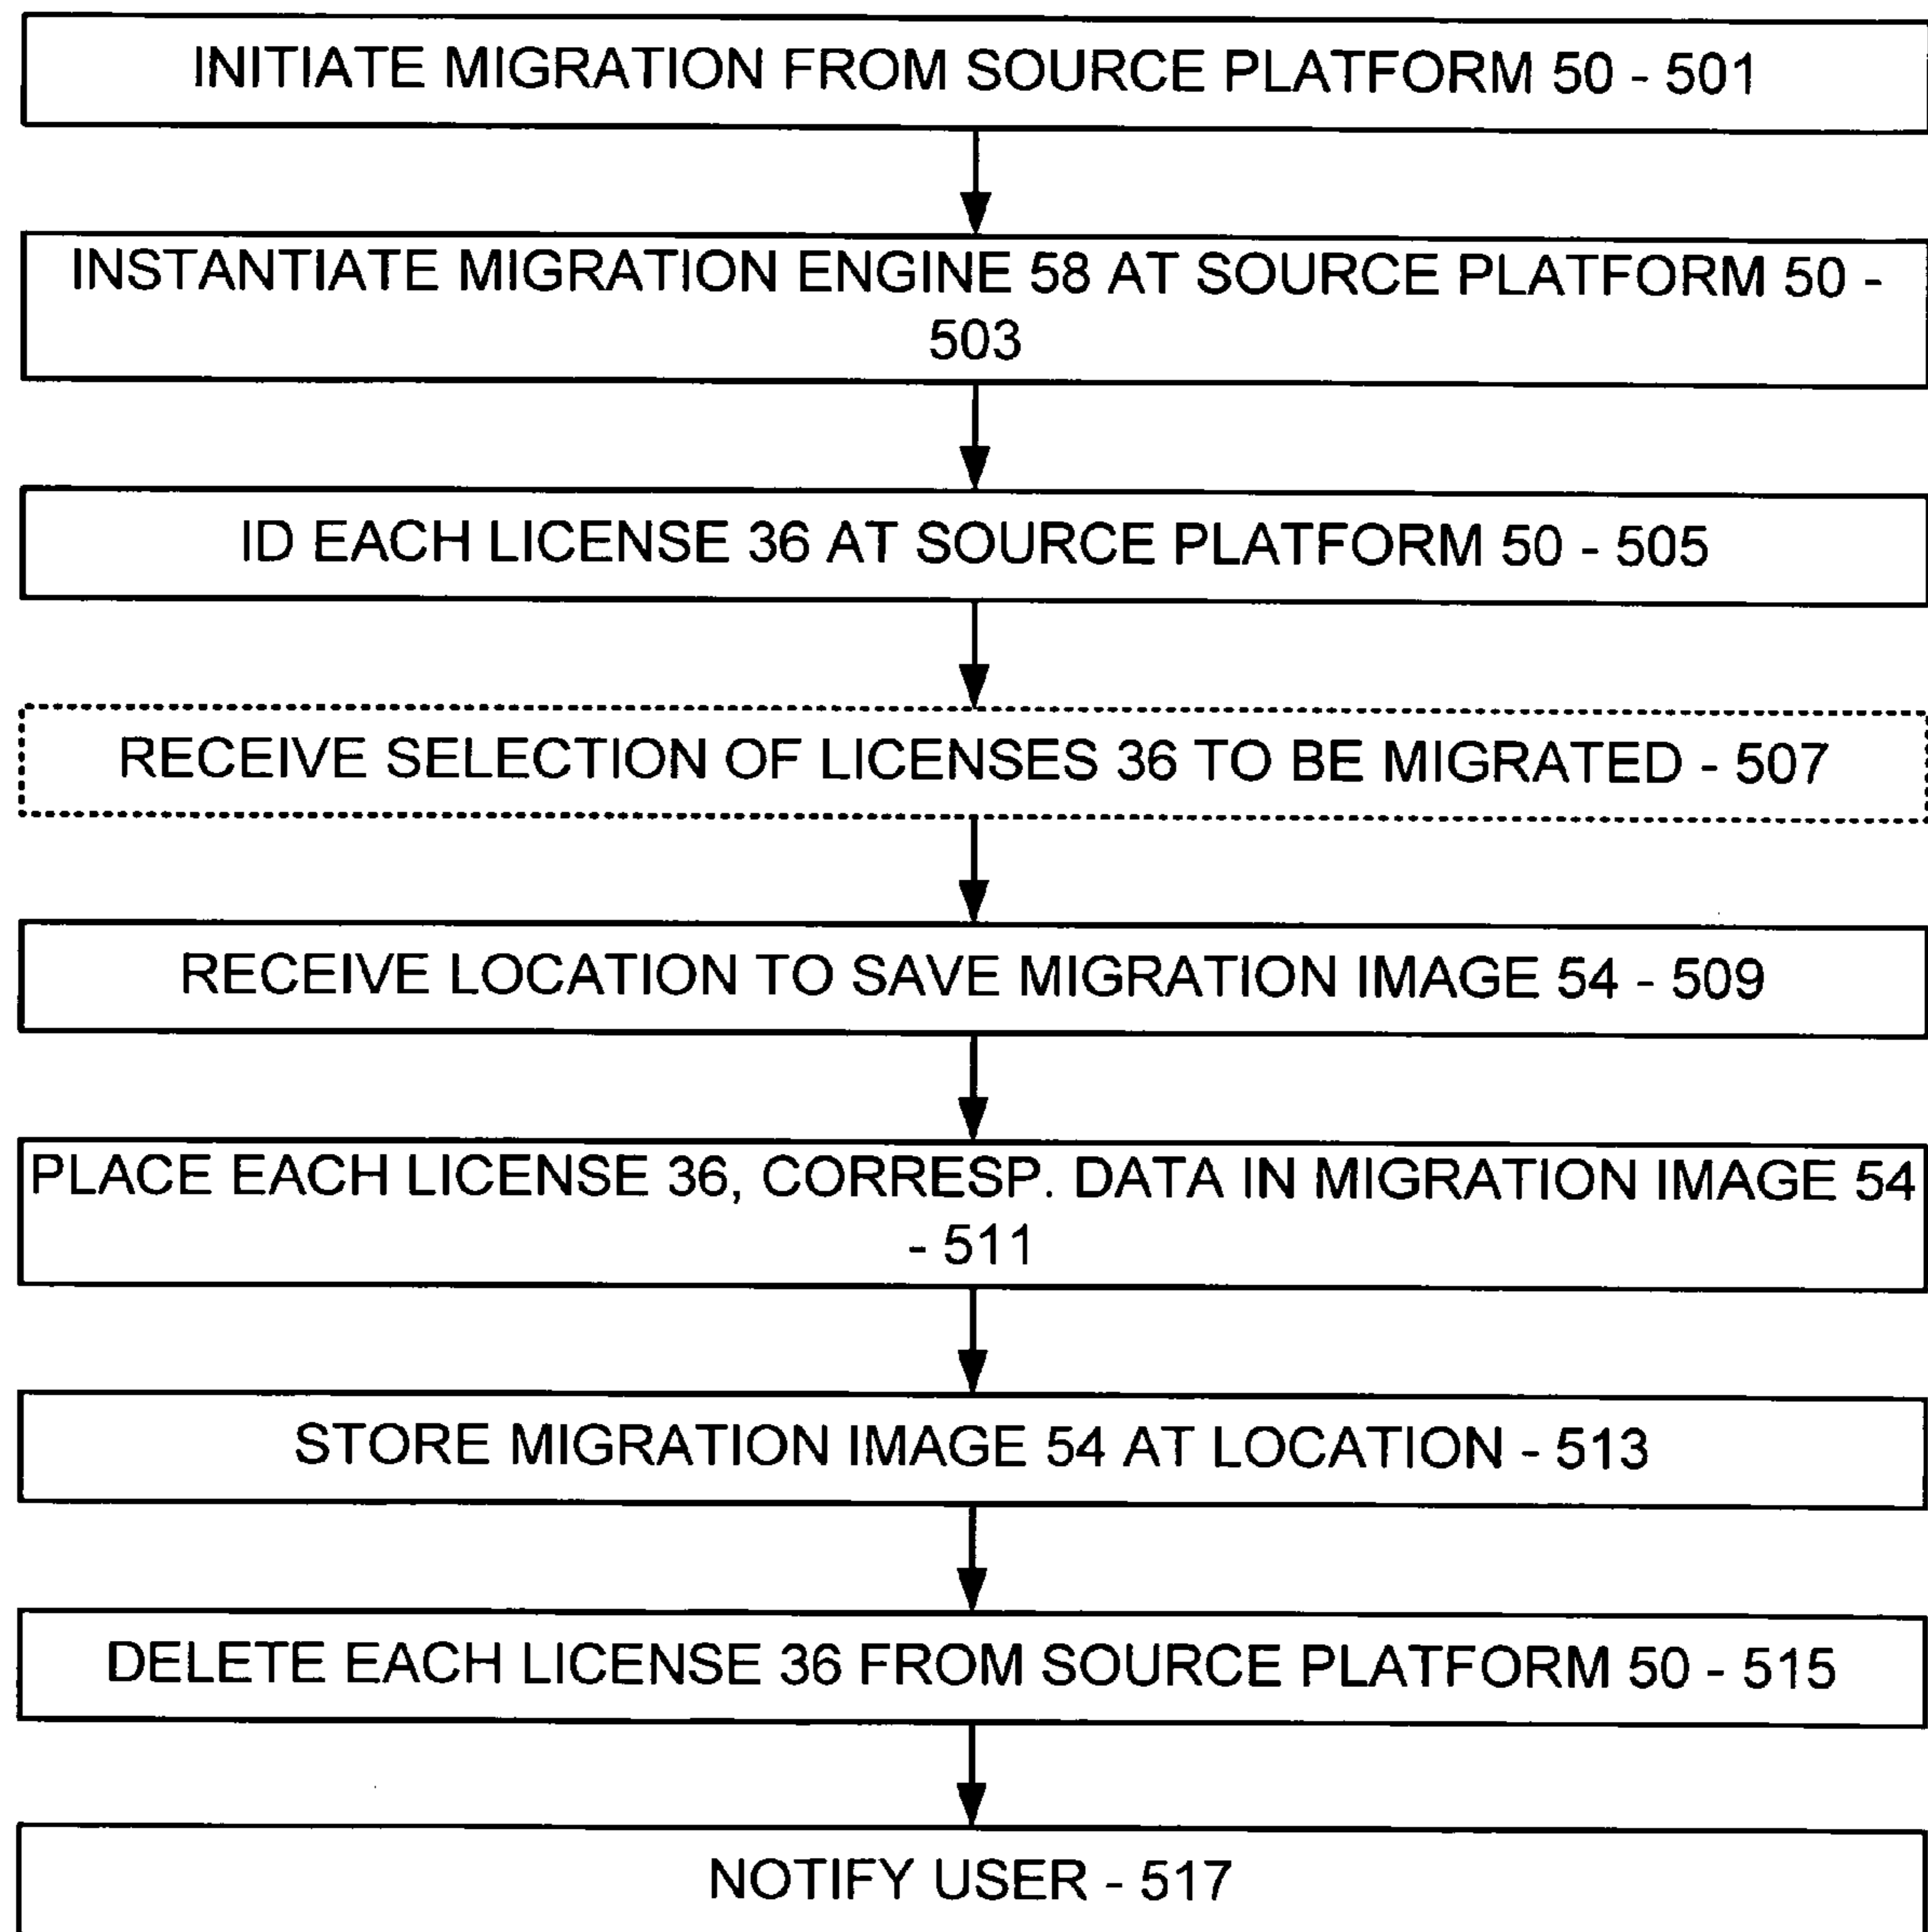 INITIATE MIGRATION FROM SOURCE PLATFORM 50 - 501
INSTANTIATE MIGRATION ENGINE 58 AT SOURCE PLATFORM 50 -
503
ID EACH LICENSE 36 AT SOURCE PLATFORM 50 - 505
RECEIVE SELECTION OF LICENSES 36 TO BE MIGRATED - 507
RECEIVE LOCATION TO SAVE MIGRATION IMAGE 54 - 509
PLACE EACH LICENSE 36, CORRESP. DATA IN MIGRATION IMAGE 54
- 511
STORE MIGRATION IMAGE 54 AT LOCATION - 513
DELETE EACH LICENSE 36 FROM SOURCE PLATFORM 50 - 515
NOTIFY USER - 517